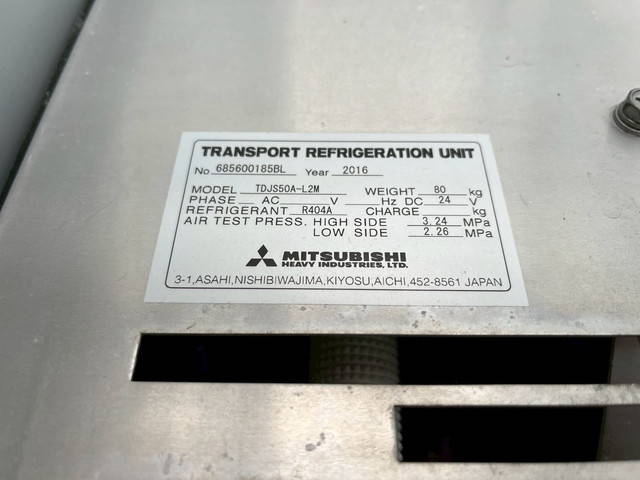 TRANSPORT REFRIGERATION UNIT
No 685600185BL Year 2016
MODEL TDJS50A-L2M WEIGHT 80 kg
PHASE AC V Hz DC 24 V
REFRIGERANT R404A CHARGE kg
AIR TEST PRESS. HIGH SIDE 3.24 MPa
LOW SIDE 2.26 MPa
MITSUBISHI
HEAVY INDUSTRIES, LTD.
3-1,ASAHI,NISHIBIWAJIMA,KIYOSU,AICHI,452-8561 JAPAN